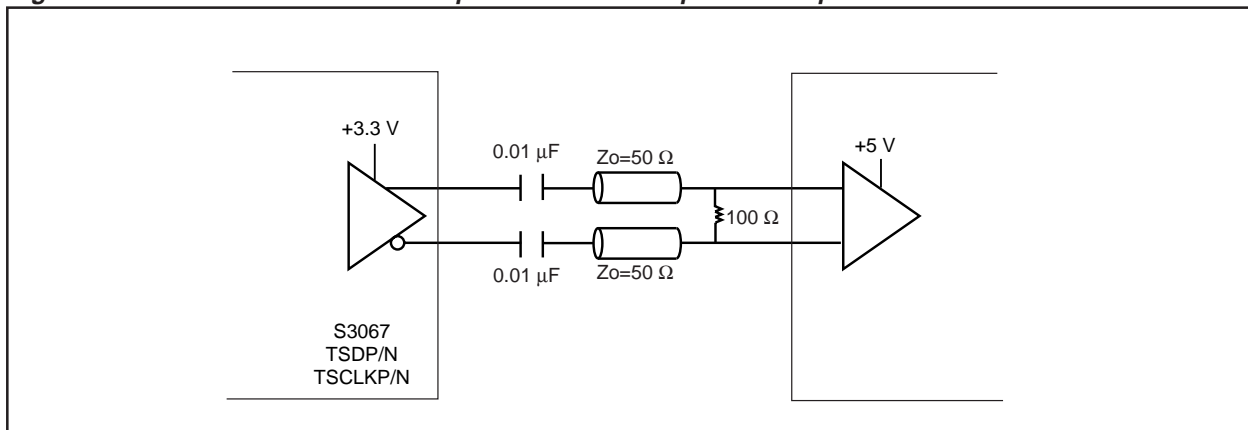 +3.3 V
0.01 μF
Zo=50 Ω
+5 V
100 Ω
0.01 μF
Zo=50 Ω
S3067
TSDP/N
TSCLKP/N